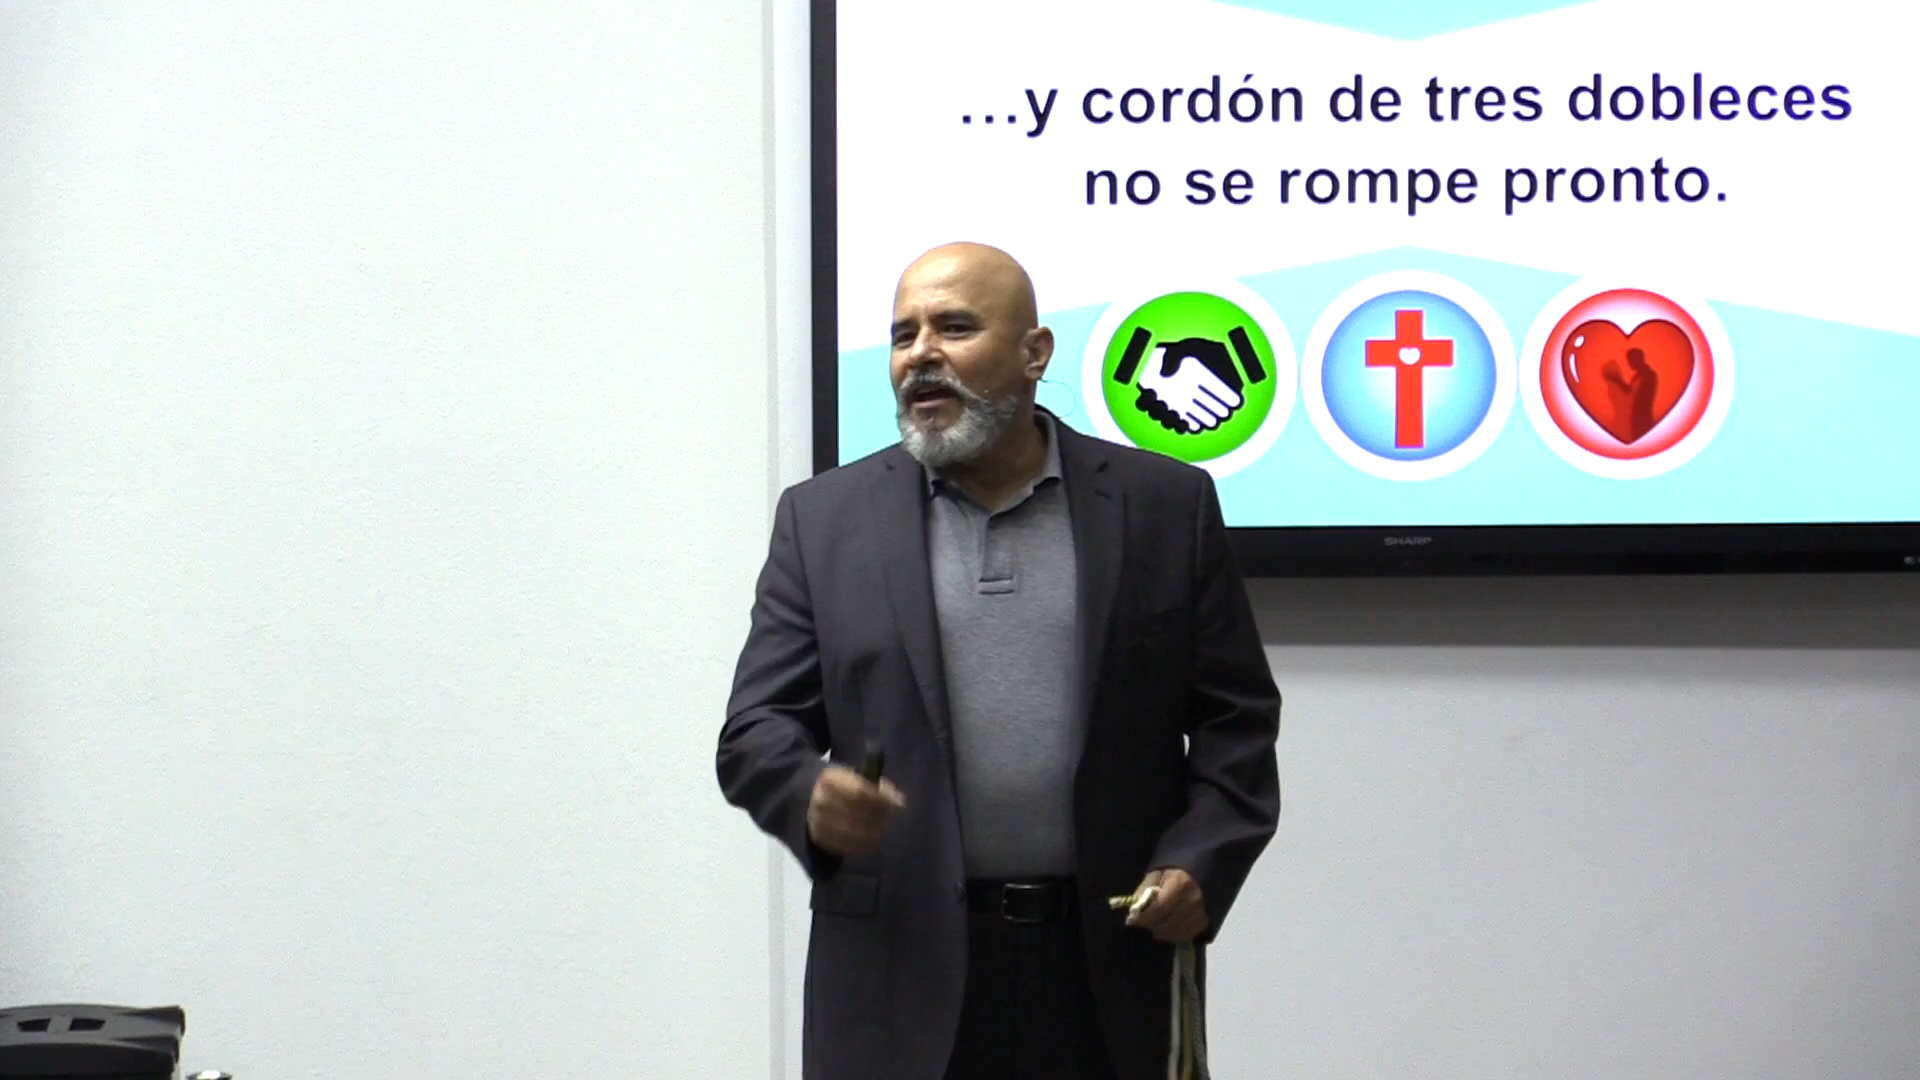 ...y cordón de tres dobleces
no se rompe pronto.
SHARP